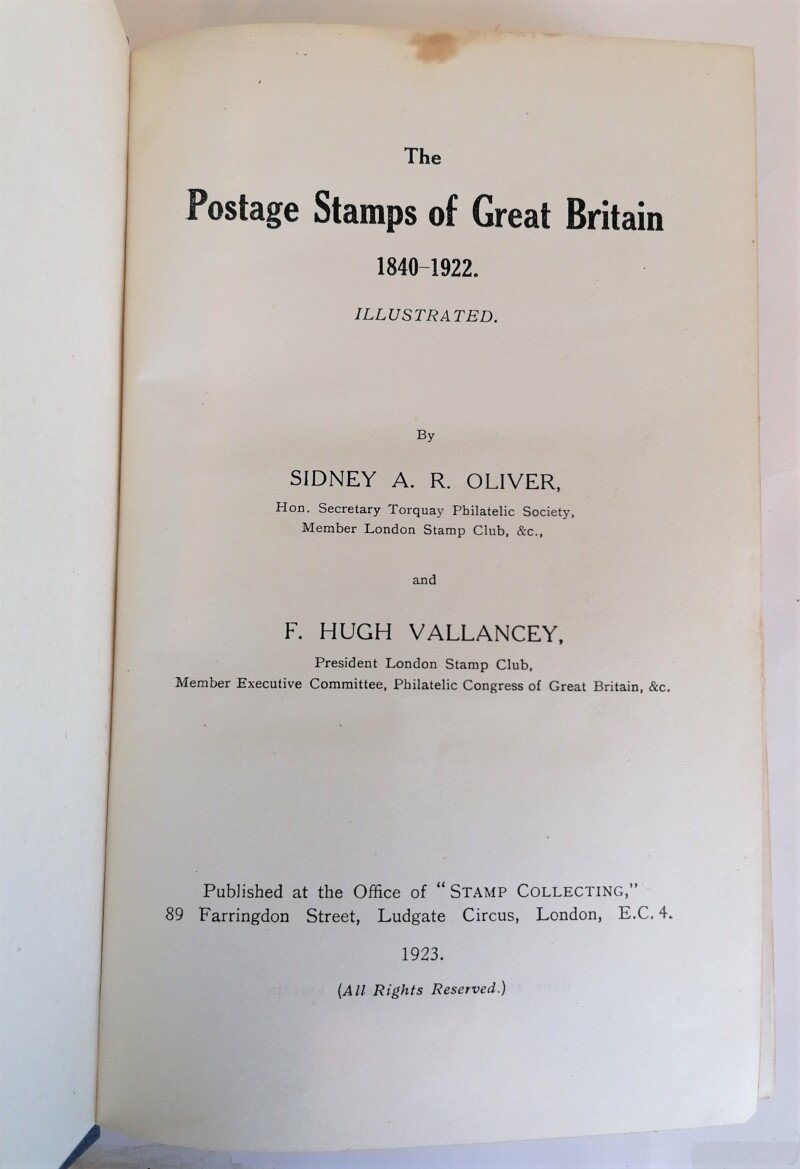 The
Postage Stamps of Great Britain
1840-1922.
ILLUSTRATED.
By
SIDNEY A. R. OLIVER,
Hon. Secretary Torquay Philatelic Society,
Member London Stamp Club, &c.,
and
F. HUGH VALLANCEY,
President London Stamp Club,
Member Executive Committee, Philatelic Congress of Great Britain, &c.
Published at the Office of “STAMP COLLECTING,”
89 Farringdon Street, Ludgate Circus, London, E.C. 4.
1923.
(All Rights Reserved.)